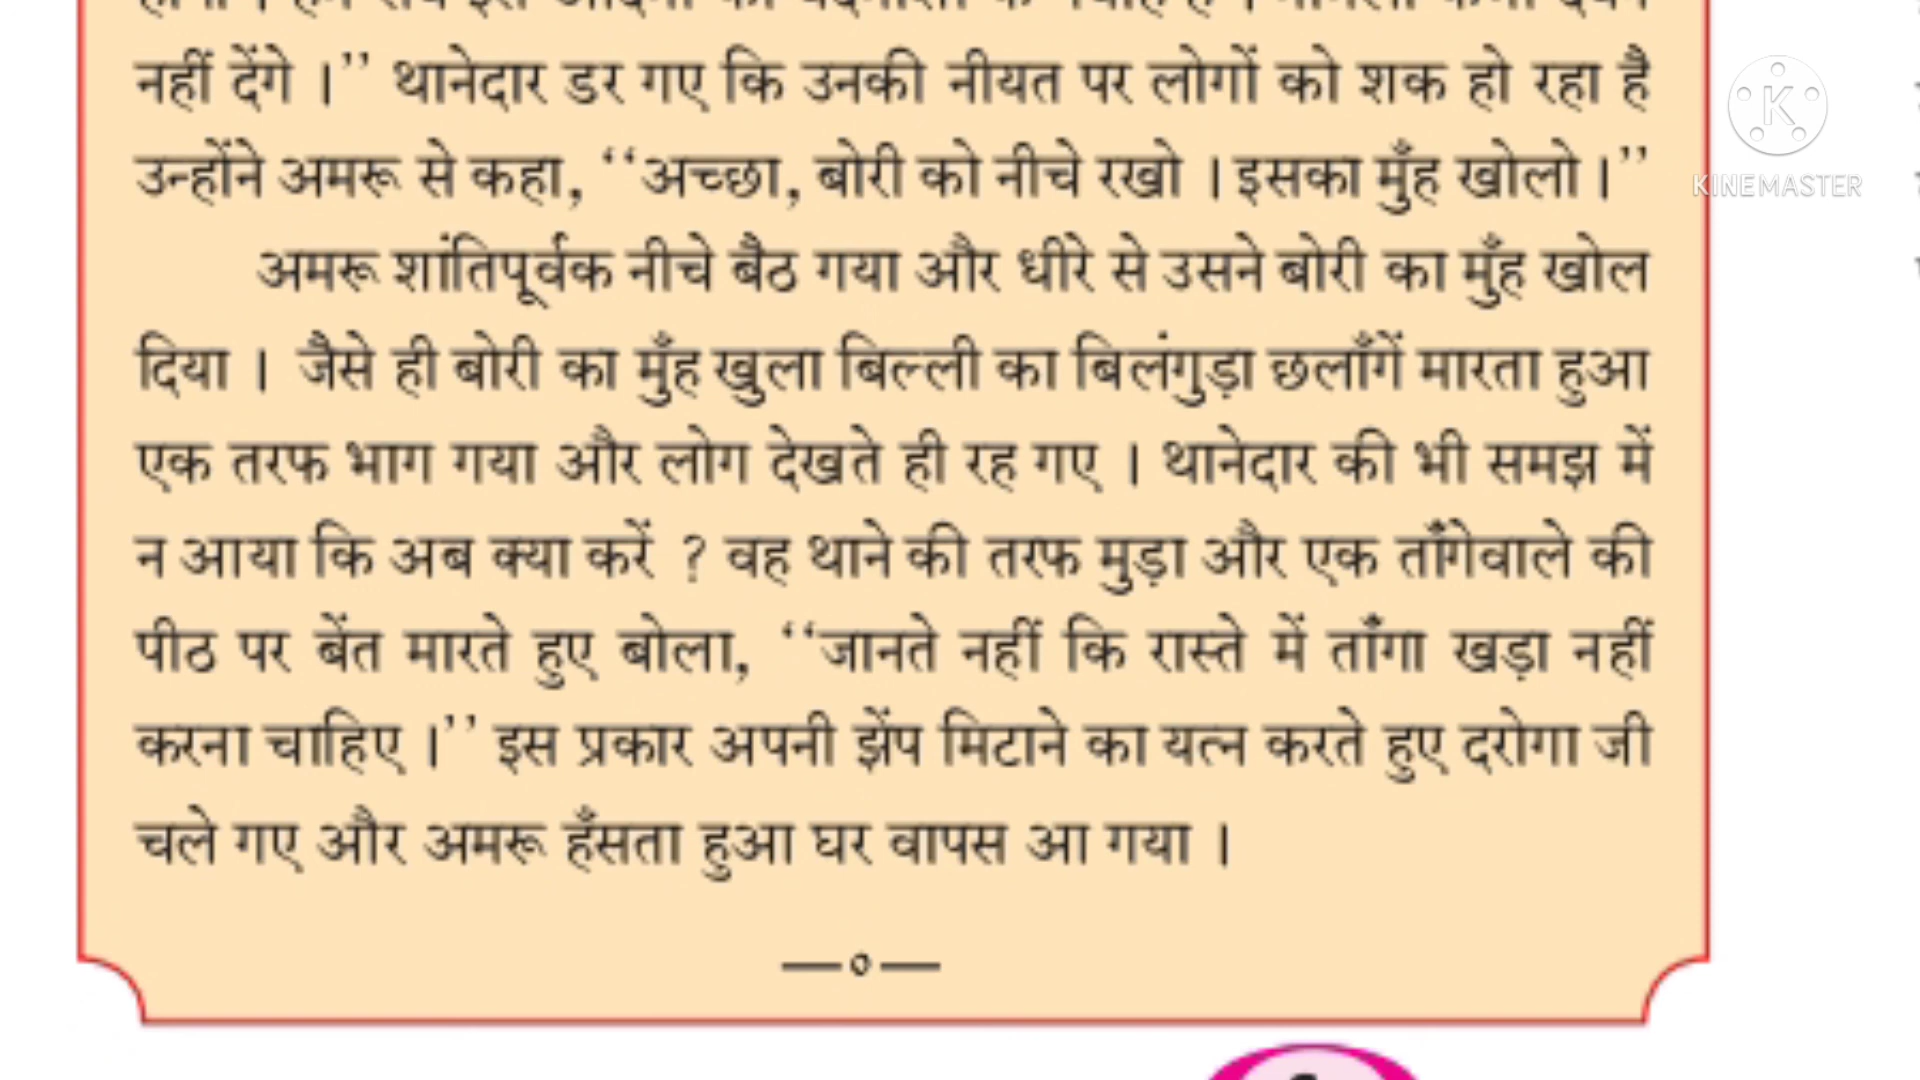 नहीं देंगे ।’’ थानेदार डर गए कि उनकी नीयत पर लोगों को शक हो रहा है
उन्होंने अमरू से कहा, ‘‘अच्छा, बोरी को नीचे रखो । इसका मुँह खोलो ।’’
अमरू शांतिपूर्वक नीचे बैठ गया और धीरे से उसने बोरी का मुँह खोल
दिया । जैसे ही बोरी का मुँह खुला बिल्ली का बिलंगुड़ा छलाँगें मारता हुआ
एक तरफ भाग गया और लोग देखते ही रह गए । थानेदार की भी समझ में
न आया कि अब क्या करें ? वह थाने की तरफ मुड़ा और एक ताँगेवाले की
पीठ पर बेंत मारते हुए बोला, ‘‘जानते नहीं कि रास्ते में ताँगा खड़ा नहीं
करना चाहिए ।’’ इस प्रकार अपनी झेंप मिटाने का यत्न करते हुए दरोगा जी
चले गए और अमरू हँसता हुआ घर वापस आ गया ।
K
KINEMASTER